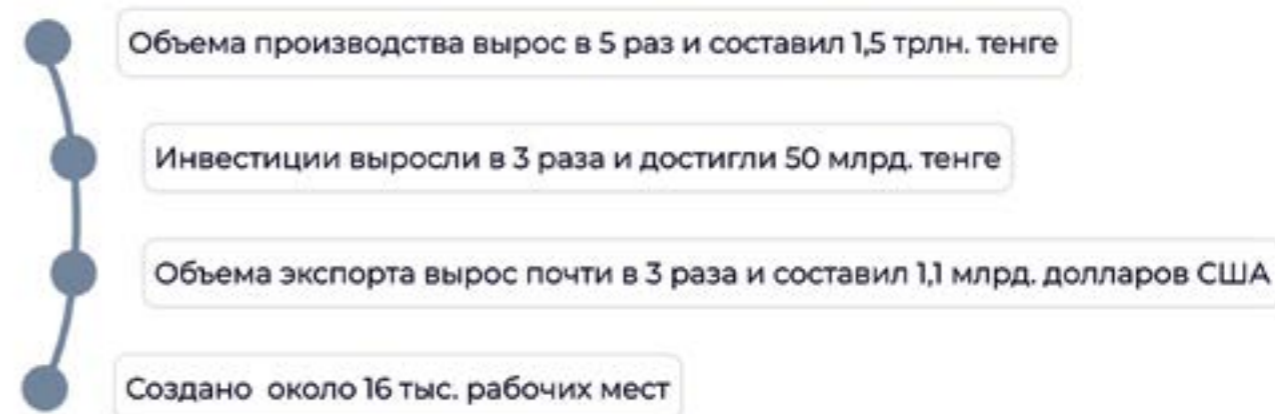 Объема производства вырос в 5 раз и составил 1,5 трлн. тенге
Инвестиции выросли в 3 раза и достигли 50 млрд. тенге
Объема экспорта вырос почти в 3 раза и составил 1,1 млрд. долларов США
Создано около 16 тыс. рабочих мест